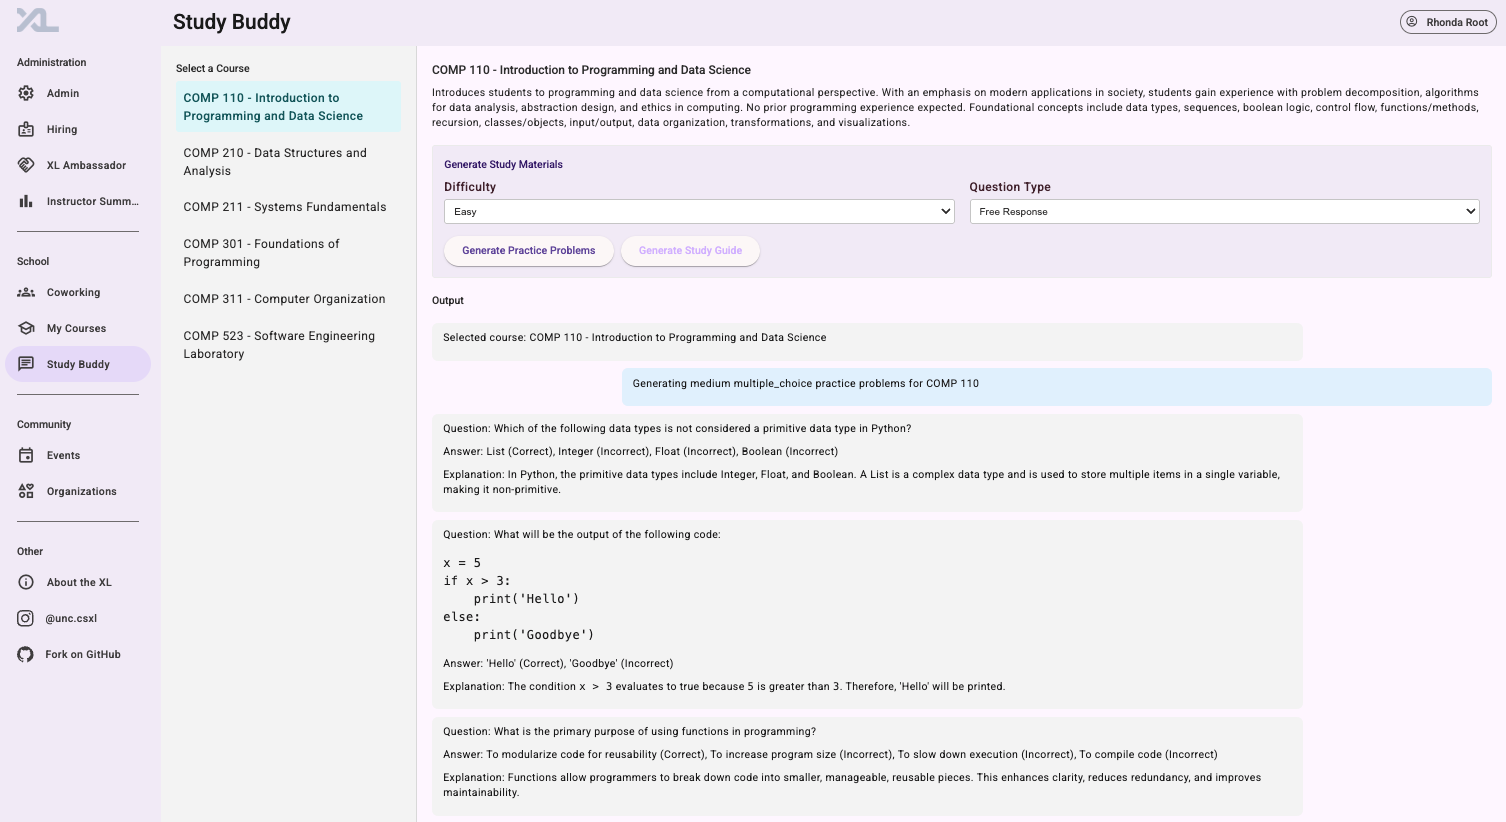 XL
Study Buddy
Rhonda Root
Administration
Admin
Hiring
XL Ambassador
Instructor Summ...
School
Coworking
My Courses
Study Buddy
Community
Events
Organizations
Other
About the XL
@unc.csxl
Fork on GitHub
Select a Course
COMP 110 - Introduction to
Programming and Data Science
COMP 210 - Data Structures and
Analysis
COMP 211 - Systems Fundamentals
COMP 301 - Foundations of
Programming
COMP 311 - Computer Organization
COMP 523 - Software Engineering
Laboratory
COMP 110 - Introduction to Programming and Data Science
Introduces students to programming and data science from a computational perspective. With an emphasis on modern applications in society, students gain experience with problem decomposition, algorithms
for data analysis, abstraction design, and ethics in computing. No prior programming experience expected. Foundational concepts include data types, sequences, boolean logic, control flow, functions/methods,
recursion, classes/objects, input/output, data organization, transformations, and visualizations.
Generate Study Materials
Difficulty
Easy
Question Type
Free Response
Generate Practice Problems
Generate Study Guide
Output
Selected course: COMP 110 - Introduction to Programming and Data Science
Generating medium multiple_choice practice problems for COMP 110
Question: Which of the following data types is not considered a primitive data type in Python?
Answer: List (Correct), Integer (Incorrect), Float (Incorrect), Boolean (Incorrect)
Explanation: In Python, the primitive data types include Integer, Float, and Boolean. A List is a complex data type and is used to store multiple items in a single variable,
making it non-primitive.
Question: What will be the output of the following code:
x = 5
if x > 3:
    print('Hello')
else:
    print('Goodbye')
Answer: 'Hello' (Correct), 'Goodbye' (Incorrect)
Explanation: The condition x > 3 evaluates to true because 5 is greater than 3. Therefore, 'Hello' will be printed.
Question: What is the primary purpose of using functions in programming?
Answer: To modularize code for reusability (Correct), To increase program size (Incorrect), To slow down execution (Incorrect), To compile code (Incorrect)
Explanation: Functions allow programmers to break down code into smaller, manageable, reusable pieces. This enhances clarity, reduces redundancy, and improves
maintainability.